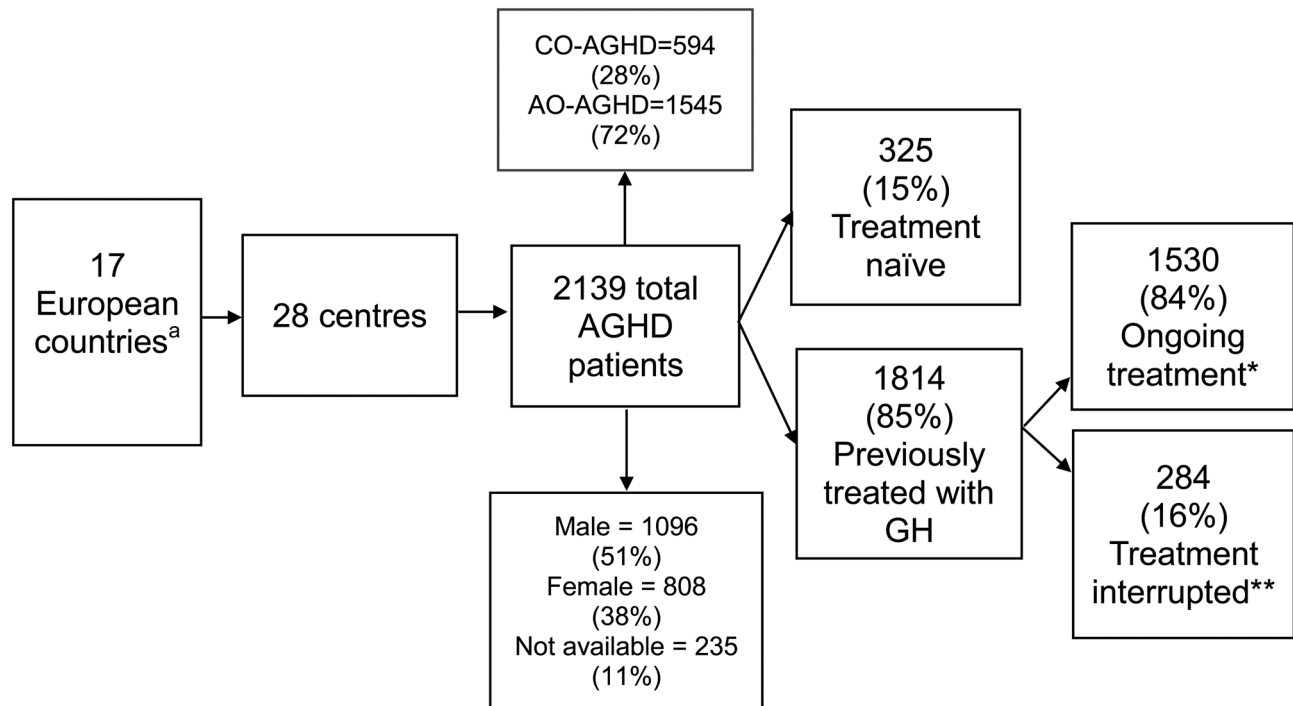 17
European
countriesª
28 centres
CO-AGHD=594
(28%)
AO-AGHD=1545
(72%)
2139 total
AGHD
patients
Male = 1096
(51%)
Female = 808
(38%)
Not available = 235
(11%)
325
(15%)
Treatment
naïve
1814
(85%)
Previously
treated with
GH
1530
(84%)
Ongoing
treatment*
284
(16%)
Treatment
interrupted**